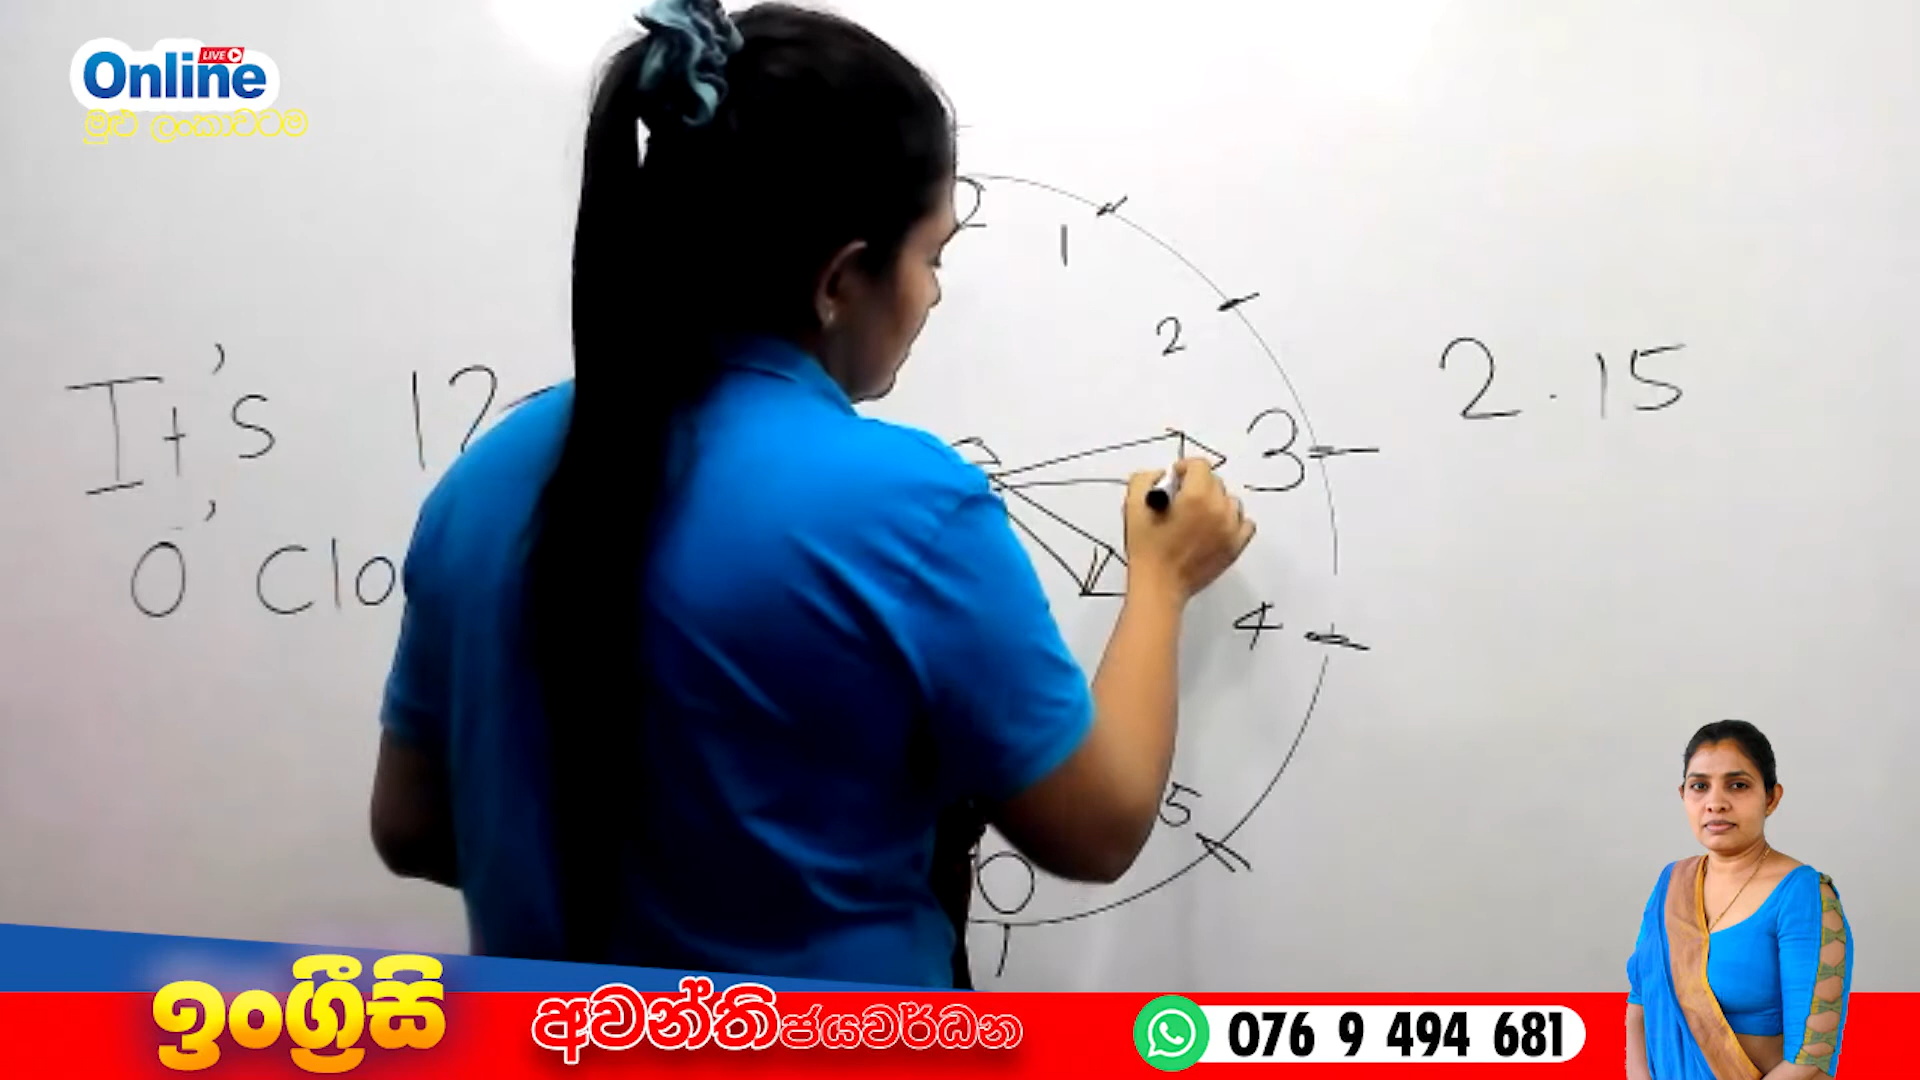 Online LIVE
මුළු ලංකාවටම
2
1
2
It's 12
2.15
3
O'Clo
4
5
ඉංග්‍රීසි
අවන්ති ජයවර්ධන
076 9 494 681